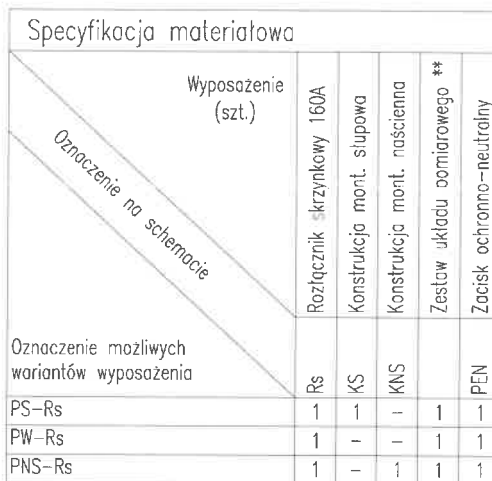 Specyfikacja materiałowa
Wyposażenie
(szt.)
Oznaczenie na schemacie
Oznaczenie możliwych
wariantów wyposażenia
Rozłącznik skrzynkowy 160A
Konstrukcja mont. słupowa
Konstrukcja mont. naścienna
Zestaw układu pomiarowego **
Zacisk ochronno-neutralny
Rs KS KNS PEN
PS-Rs 1 1 - 1 1
PW-Rs 1 - - 1 1
PNS-Rs 1 - 1 1 1